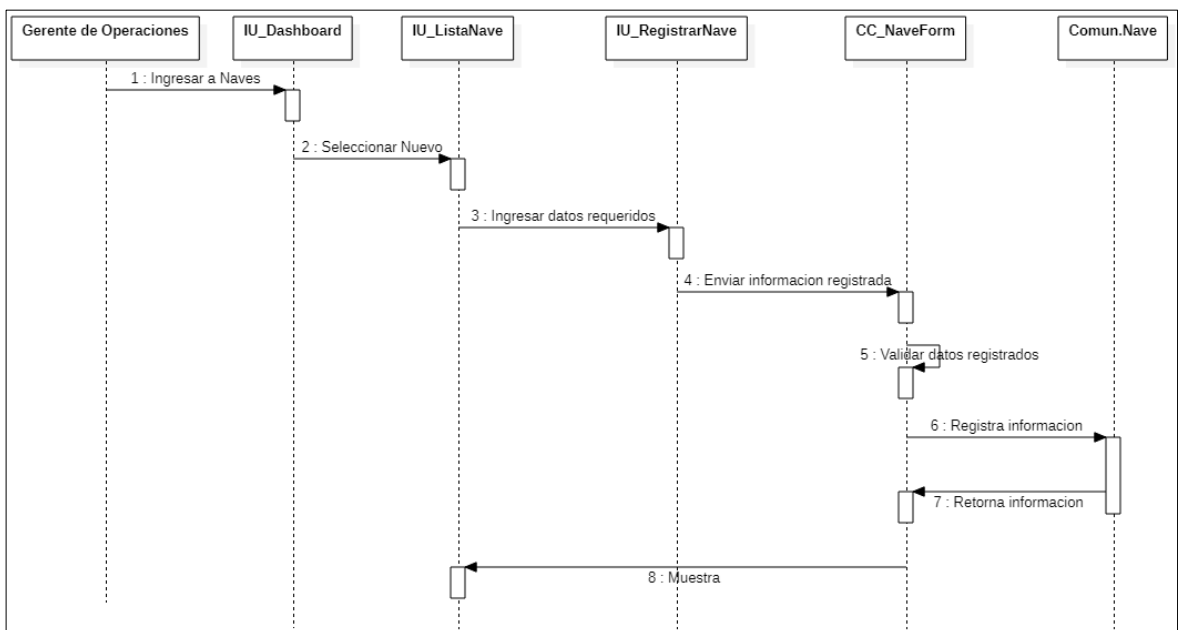 Gerente de Operaciones
IU_Dashboard
IU_ListaNave
IU_RegistrarNave
CC_NaveForm
Comun.Nave
1 : Ingresar a Naves
2 : Seleccionar Nuevo
3 : Ingresar datos requeridos
4 : Enviar informacion registrada
5 : Validar datos registrados
6 : Registra informacion
7 : Retorna informacion
8 : Muestra